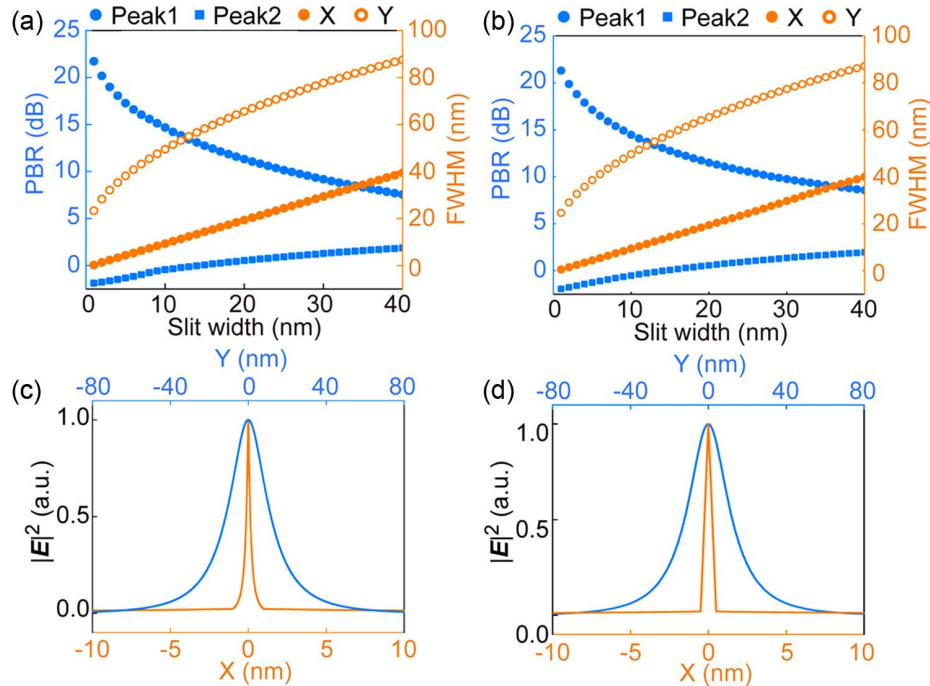 (a) Peak1 Peak2 X Y
25 100
20 80
15 60
10 40
5 20
0 0
PBR (dB)
FWHM (nm)
0 10 20 30 40
Slit width (nm)
(b) Peak1 Peak2 X Y
25 100
20 80
15 60
10 40
5 20
0 0
PBR (dB)
FWHM (nm)
0 10 20 30 40
Slit width (nm)
(c)
Y (nm)
-80 -40 0 40 80
1.0
0.5
0.0
|E|² (a.u.)
-10 -5 0 5 10
X (nm)
(d)
Y (nm)
-80 -40 0 40 80
1.0
0.5
0.0
|E|² (a.u.)
-10 -5 0 5 10
X (nm)